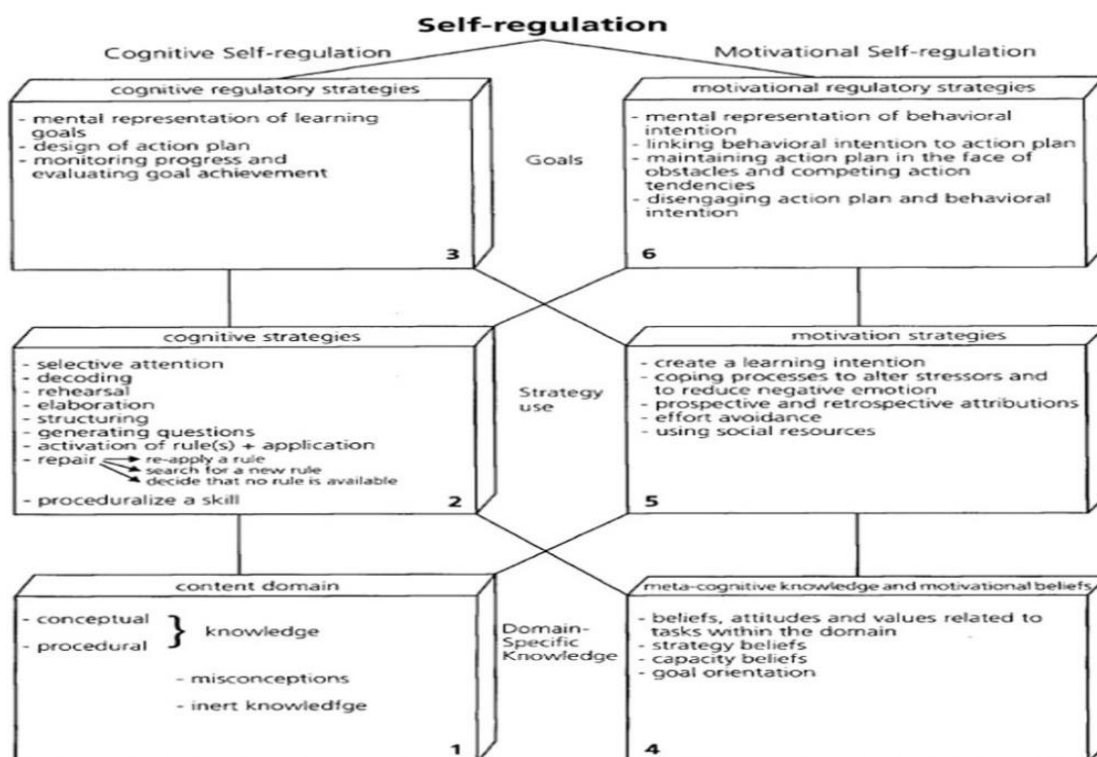 Self-regulation
Cognitive Self-regulation
Motivational Self-regulation
cognitive regulatory strategies
- mental representation of learning
goals
- design of action plan
- monitoring progress and
evaluating goal achievement
3
Goals
motivational regulatory strategies
- mental representation of behavioral
intention
- linking behavioral intention to action plan
- maintaining action plan in the face of
obstacles and competing action
tendencies
- disengaging action plan and behavioral
intention
6
cognitive strategies
- selective attention
- decoding
- rehearsal
- elaboration
- structuring
- generating questions
- activation of rule(s) + application
- repair
re-apply a rule
search for a new rule
decide that no rule is available
- proceduralize a skill
2
Strategy
use
motivation strategies
- create a learning intention
- coping processes to alter stressors and
to reduce negative emotion
- prospective and retrospective attributions
- effort avoidance
- using social resources
5
content domain
- conceptual
- procedural
} knowledge
- misconceptions
- inert knowledfge
1
Domain-
Specific
Knowledge
meta-cognitive knowledge and motivational beliefs
- beliefs, attitudes and values related to
tasks within the domain
- strategy beliefs
- capacity beliefs
- goal orientation
4